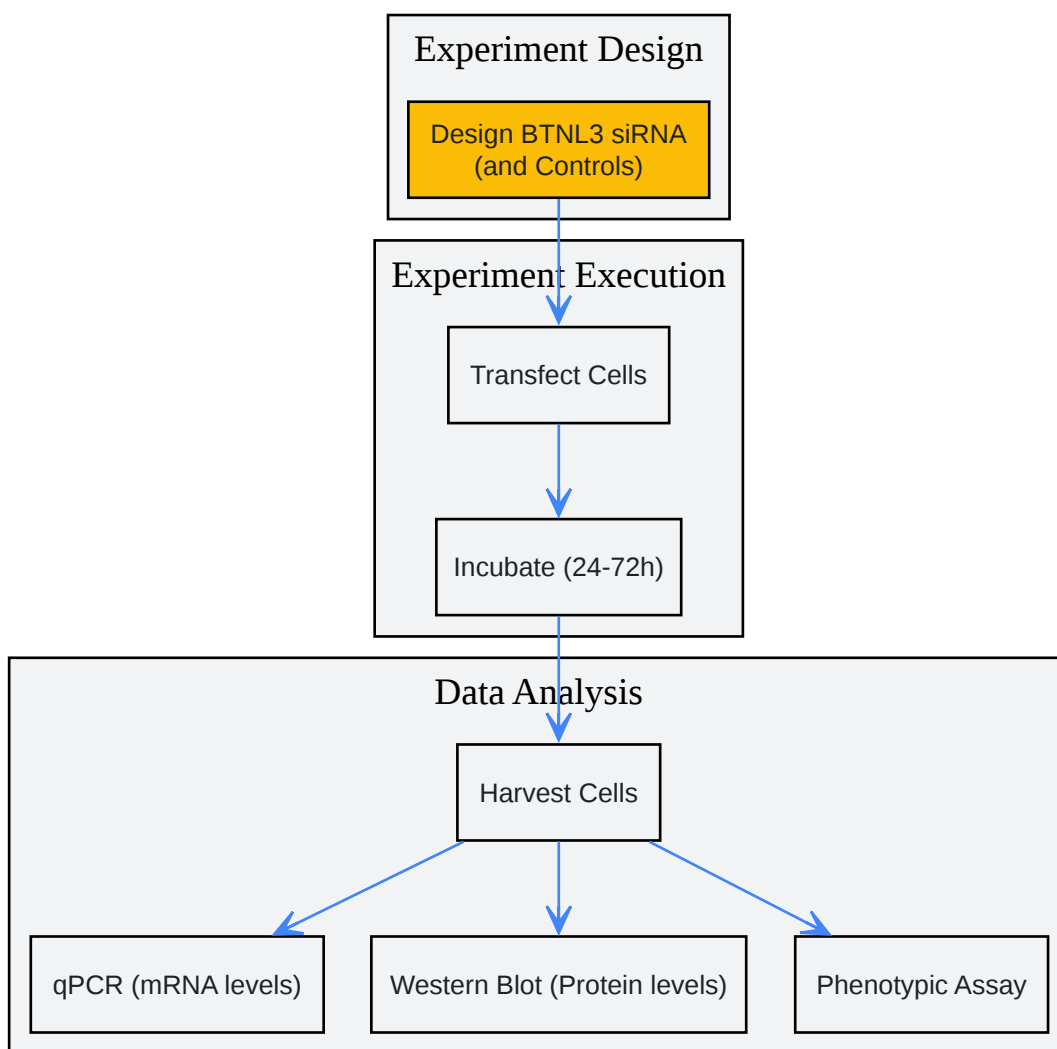 Experiment Design
Design BTNL3 siRNA
(and Controls)
Experiment Execution
Transfect Cells
Incubate (24-72h)
Data Analysis
Harvest Cells
qPCR (mRNA levels)
Western Blot (Protein levels)
Phenotypic Assay